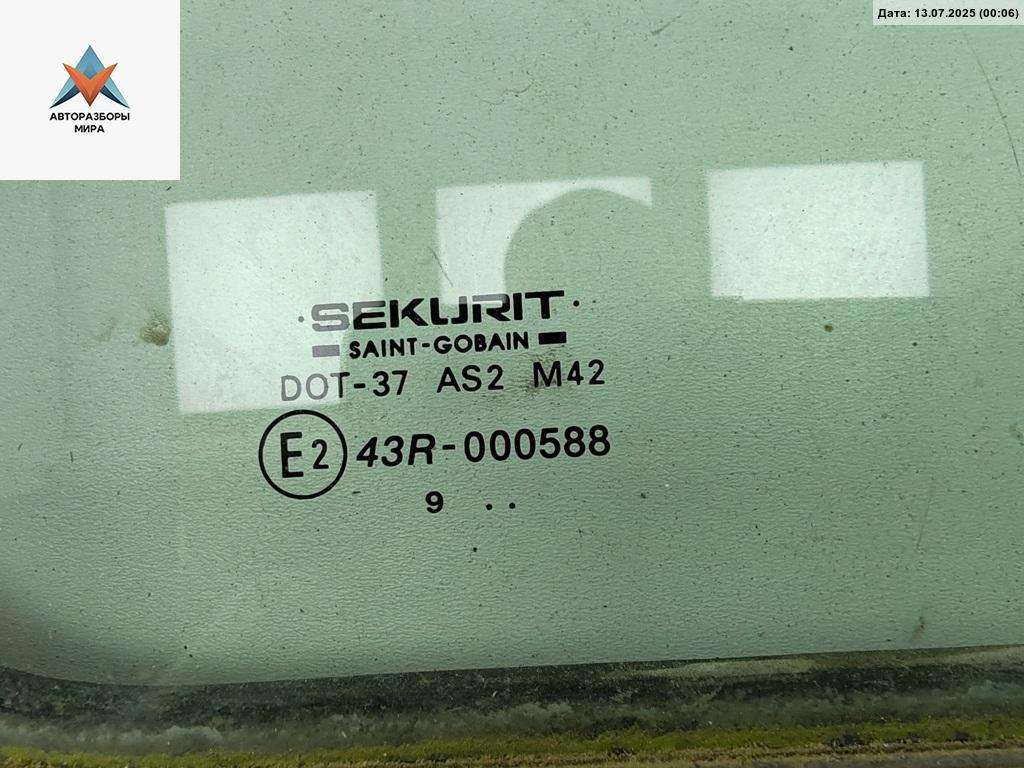 Дата: 13.07.2025 (00:06)
АВТОРАЗБОРЫ
МИРА
SEKURIT
SAINT-GOBAIN
DOT-37 AS2 M42
E2 43R-000588
9 ..